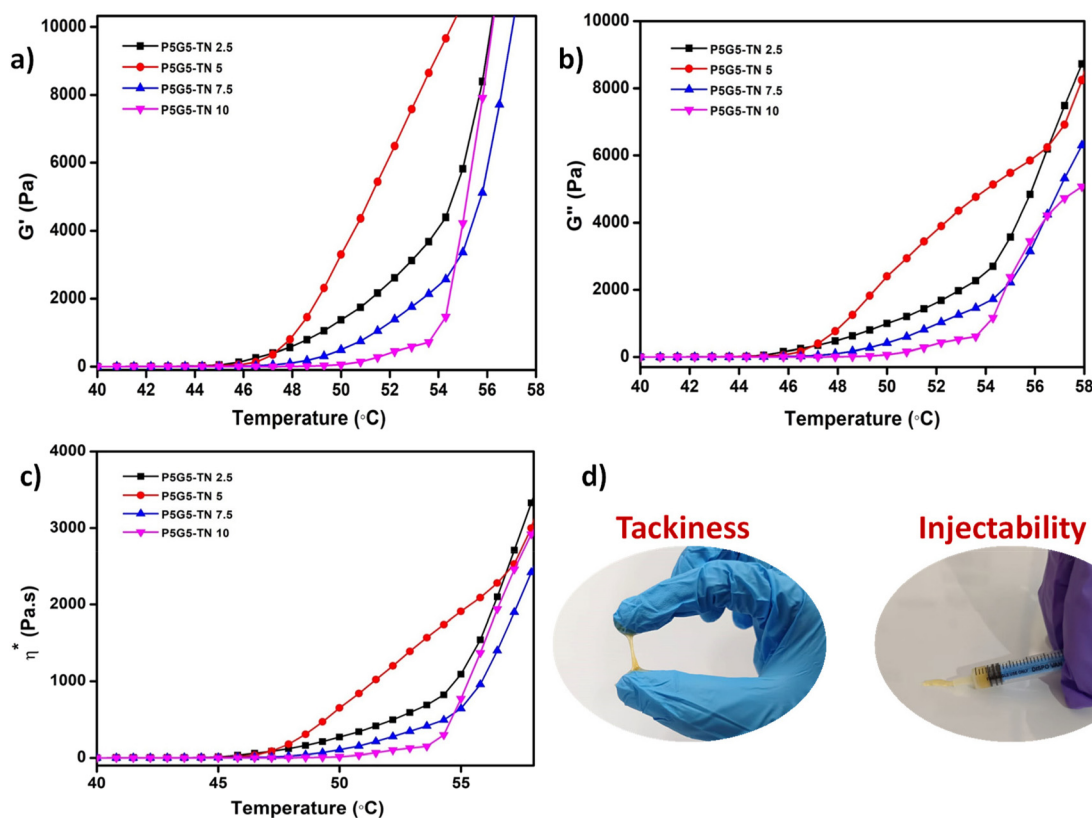 a)
10000
8000
6000
4000
2000
0
G' (Pa)
P5G5-TN 2.5
P5G5-TN 5
P5G5-TN 7.5
P5G5-TN 10
40 42 44 46 48 50 52 54 56 58
Temperature (◦C)
b)
10000
8000
6000
4000
2000
0
G'' (Pa)
P5G5-TN 2.5
P5G5-TN 5
P5G5-TN 7.5
P5G5-TN 10
40 42 44 46 48 50 52 54 56 58
Temperature (◦C)
c)
4000
3000
2000
1000
0
η* (Pa.s)
P5G5-TN 2.5
P5G5-TN 5
P5G5-TN 7.5
P5G5-TN 10
40 45 50 55
Temperature (◦C)
d)
Tackiness
Injectability